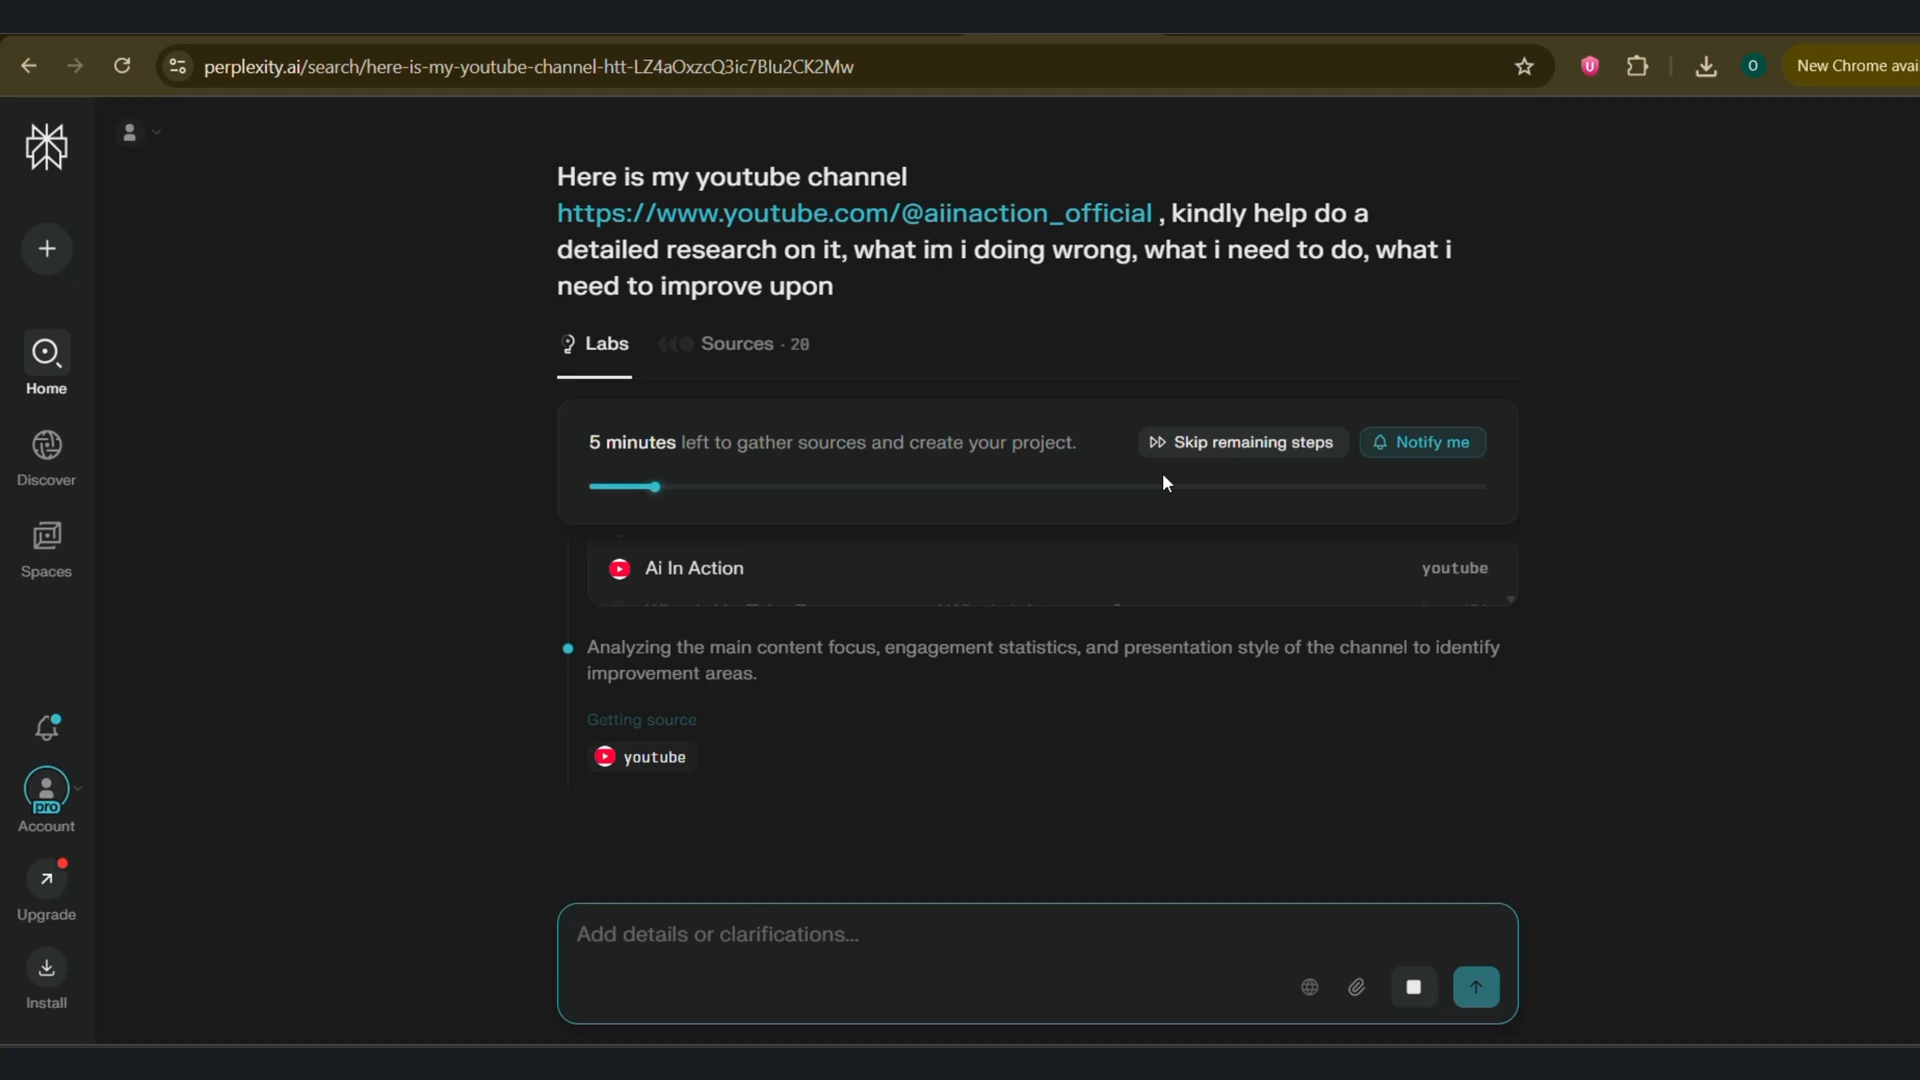 perplexity.ai/search/here-is-my-youtube-channel-htt-LZ4aOxzcQ3ic7Blu2CK2Mw
U
O
New Chrome avai
Here is my youtube channel
https://www.youtube.com/@aiinaction_official , kindly help do a
detailed research on it, what im i doing wrong, what i need to do, what i
need to improve upon
Labs
Sources · 20
5 minutes left to gather sources and create your project.
Skip remaining steps
Notify me
Home
Discover
Spaces
Ai In Action
youtube
Analyzing the main content focus, engagement statistics, and presentation style of the channel to identify
improvement areas.
Getting source
youtube
pro
Account
Upgrade
Install
Add details or clarifications...